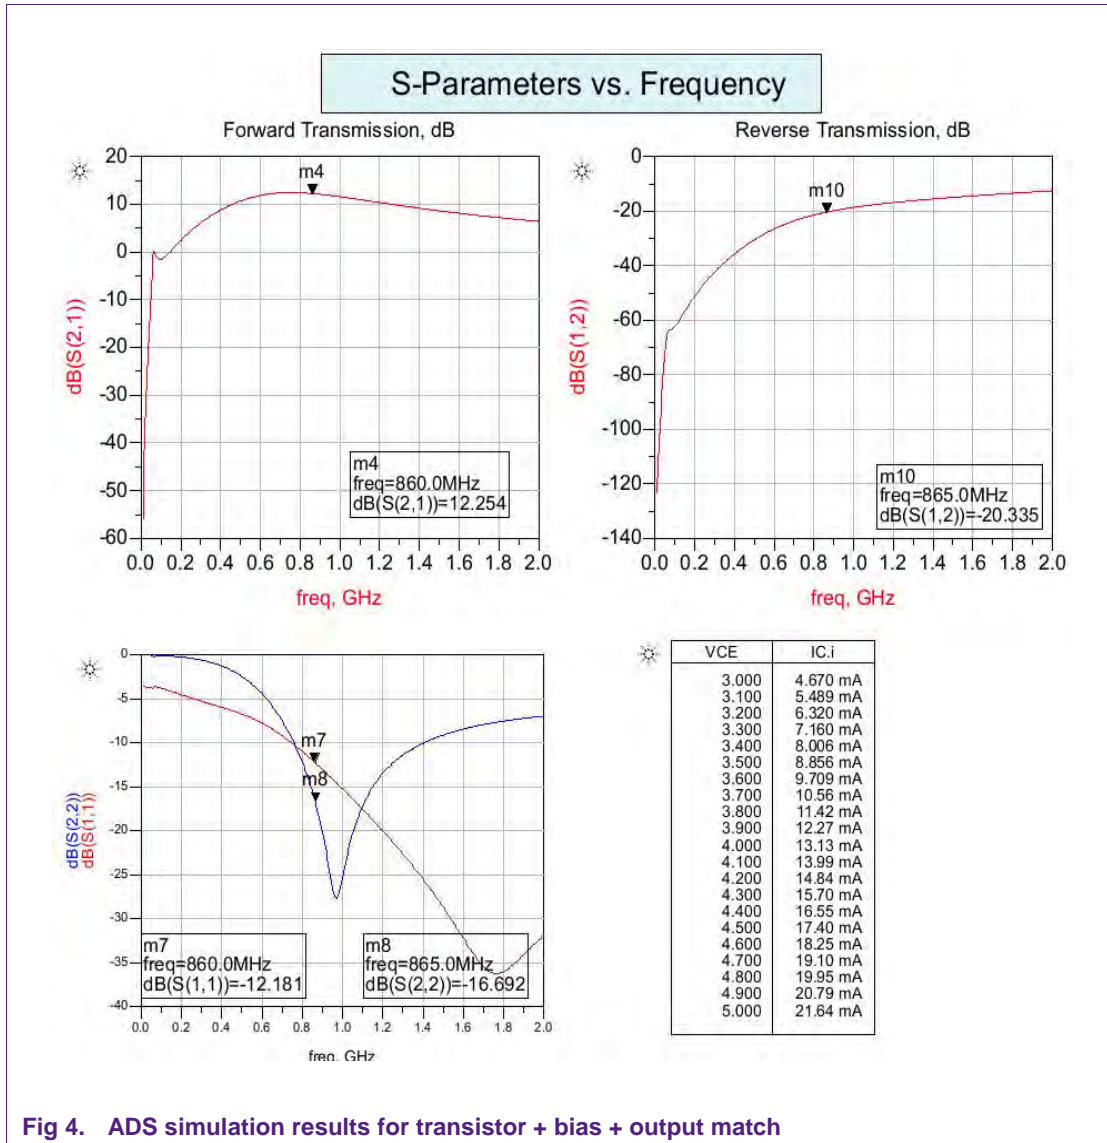 S-Parameters vs. Frequency
Forward Transmission, dB
20
10
0
-10
-20
-30
-40
-50
-60
dB(S(2,1))
m4
m4
freq=860.0MHz
dB(S(2,1))=12.254
0.0 0.2 0.4 0.6 0.8 1.0 1.2 1.4 1.6 1.8 2.0
freq, GHz
Reverse Transmission, dB
0
-20
-40
-60
-80
-100
-120
-140
dB(S(1,2))
m10
m10
freq=865.0MHz
dB(S(1,2))=-20.335
0.0 0.2 0.4 0.6 0.8 1.0 1.2 1.4 1.6 1.8 2.0
freq, GHz
0
-5
-10
-15
-20
-25
-30
-35
-40
dB(S(2,2))
dB(S(1,1))
m7
m8
m7
freq=860.0MHz
dB(S(1,1))=-12.181
m8
freq=865.0MHz
dB(S(2,2))=-16.692
0.0 0.2 0.4 0.6 0.8 1.0 1.2 1.4 1.6 1.8 2.0
freq, GHz
VCE IC.i
3.000 4.670 mA
3.100 5.489 mA
3.200 6.320 mA
3.300 7.160 mA
3.400 8.006 mA
3.500 8.856 mA
3.600 9.709 mA
3.700 10.56 mA
3.800 11.42 mA
3.900 12.27 mA
4.000 13.13 mA
4.100 13.99 mA
4.200 14.84 mA
4.300 15.70 mA
4.400 16.55 mA
4.500 17.40 mA
4.600 18.25 mA
4.700 19.10 mA
4.800 19.95 mA
4.900 20.79 mA
5.000 21.64 mA
Fig 4. ADS simulation results for transistor + bias + output match